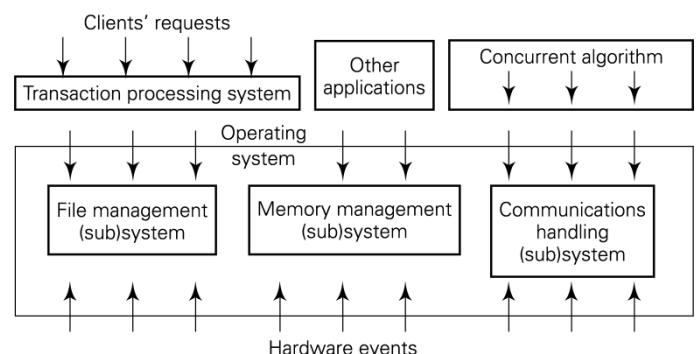 Clients' requests
Transaction processing system
Other
applications
Concurrent algorithm
Operating
system
File management
(sub)system
Memory management
(sub)system
Communications
handling
(sub)system
Hardware events